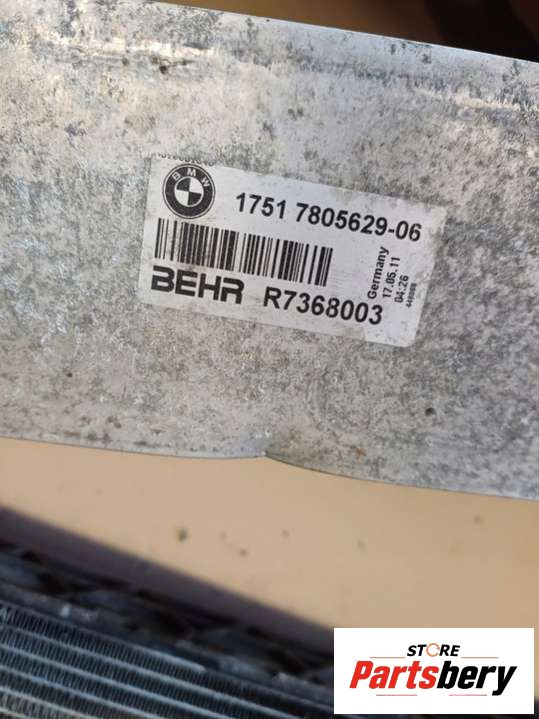 BMW
1751 7805629-06
BEHR R7368003
Germany
17.05.11
04:26
STORE
Partsbery